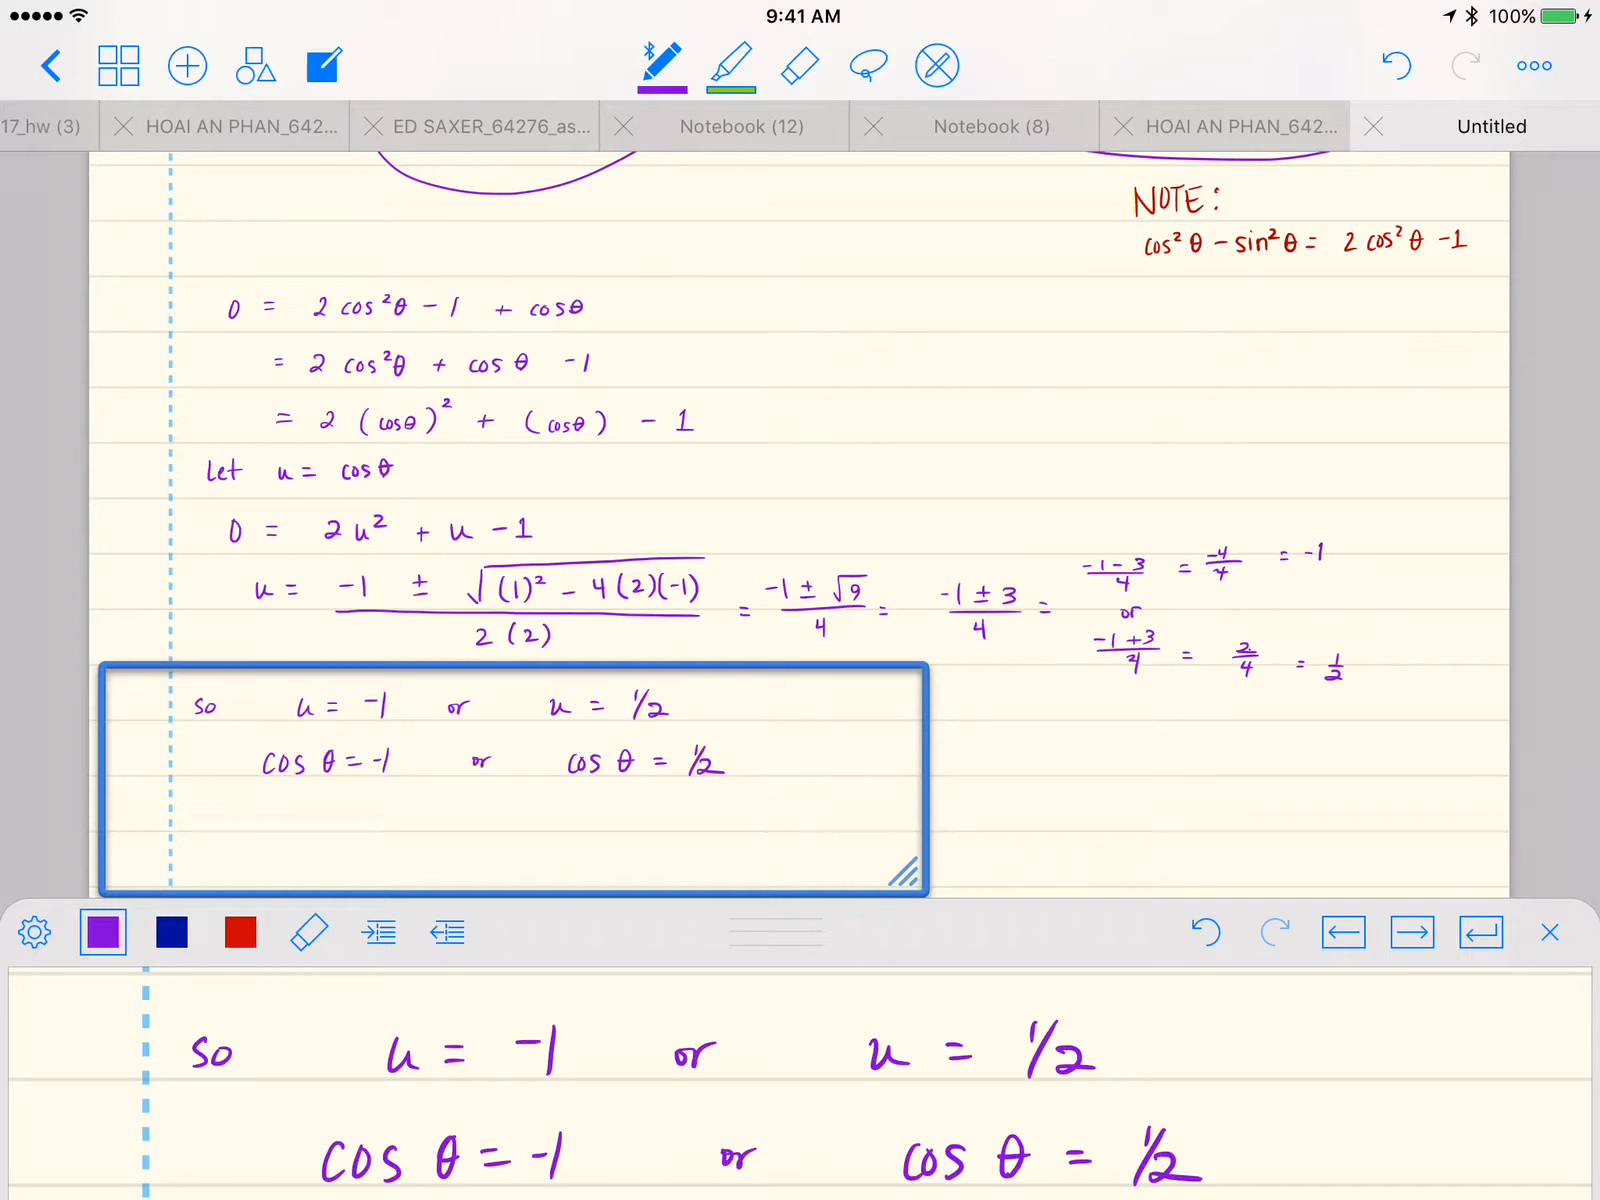 9:41 AM
100%
17_hw (3)
HOAI AN PHAN_642...
ED SAXER_64276_as...
Notebook (12)
Notebook (8)
HOAI AN PHAN_642...
Untitled
NOTE:
cos² θ - sin² θ = 2 cos² θ -1
0 = 2 cos²θ - 1 + cosθ
= 2 cos²θ + cos θ -1
= 2 (cosθ)² + (cosθ) - 1
Let u = cosθ
0 = 2u² + u - 1
u = (-1 ± √((1)² - 4(2)(-1)))/(2(2)) = (-1 ± √9)/4 = (-1 ± 3)/4 = (-1-3)/4 = -4/4 = -1
or
(-1+3)/4 = 2/4 = 1/2
so u = -1 or u = 1/2
cos θ = -1 or cos θ = 1/2
so u = -1 or u = 1/2
cos θ = -1 or cos θ = 1/2